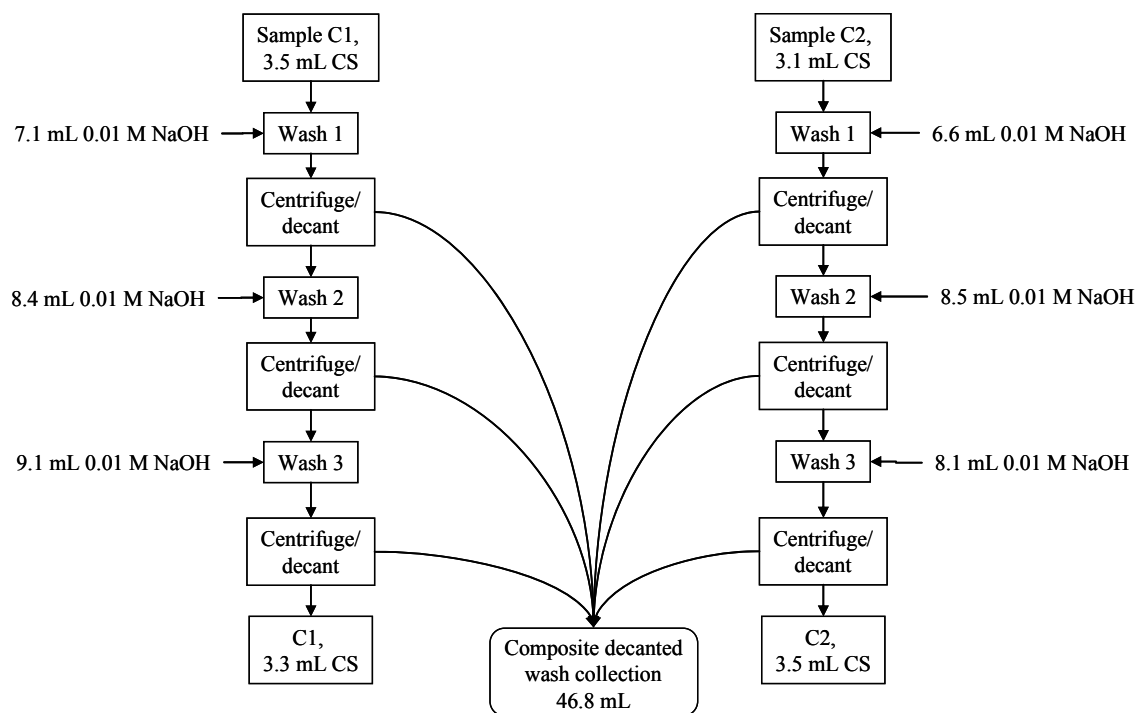 Sample C1,
3.5 mL CS
7.1 mL 0.01 M NaOH
Wash 1
Centrifuge/
decant
8.4 mL 0.01 M NaOH
Wash 2
Centrifuge/
decant
9.1 mL 0.01 M NaOH
Wash 3
Centrifuge/
decant
C1,
3.3 mL CS
Sample C2,
3.1 mL CS
Wash 1
6.6 mL 0.01 M NaOH
Centrifuge/
decant
Wash 2
8.5 mL 0.01 M NaOH
Centrifuge/
decant
Wash 3
8.1 mL 0.01 M NaOH
Centrifuge/
decant
C2,
3.5 mL CS
Composite decanted
wash collection
46.8 mL